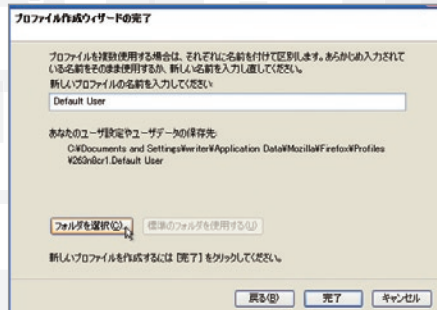 プロファイル作成ウィザードの完了
プロファイルを複数使用する場合は、それぞれに名前を付けて区別します。あらかじめ入力されて
いる名前をそのまま使用するか、新しい名前を入力し直してください。
新しいプロファイルの名前を入力してください:
Default User
あなたのユーザ設定やユーザデータの保存先:
C:¥Documents and Settings¥writer¥Application Data¥Mozilla¥Firefox¥Profiles
¥263n8cr1.Default User
フォルダを選択(C)... 標準のフォルダを使用する(U)
新しいプロファイルを作成するには [完了] をクリックしてください。
戻る(B) 完了 キャンセル